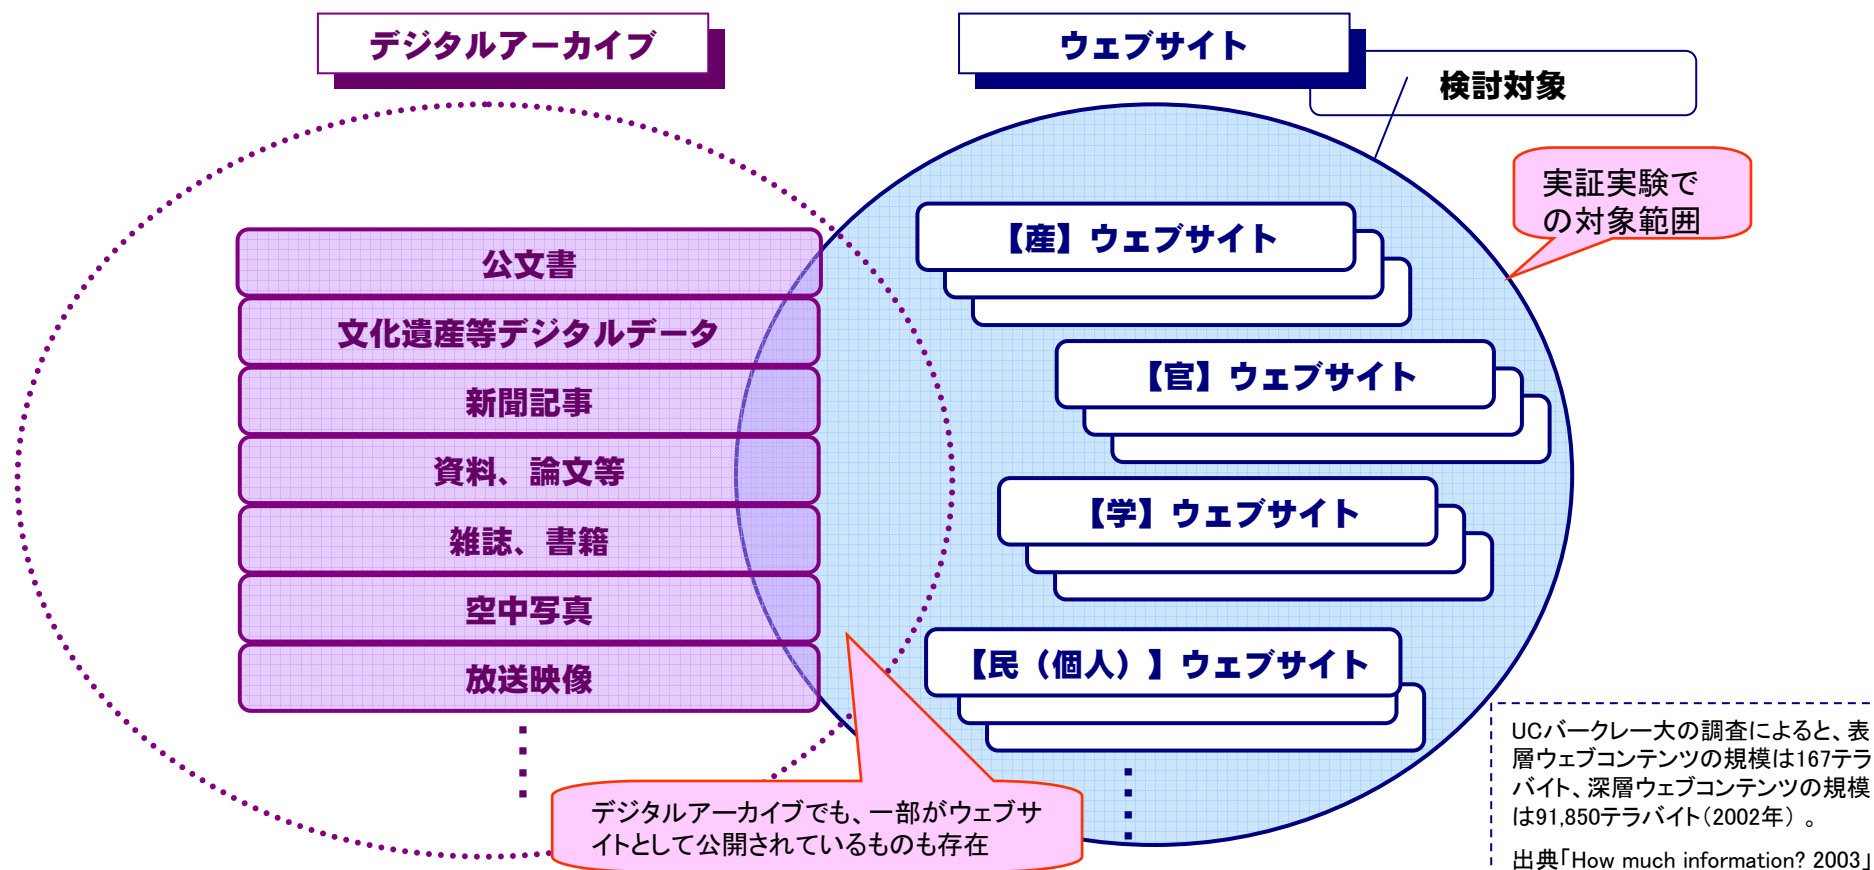 デジタルアーカイブ
ウェブサイト
検討対象
実証実験で
の対象範囲
公文書
文化遺産等デジタルデータ
新聞記事
資料、論文等
雑誌、書籍
空中写真
放送映像
【産】ウェブサイト
【官】ウェブサイト
【学】ウェブサイト
【民（個人）】ウェブサイト
デジタルアーカイブでも、一部がウェブサ
イトとして公開されているものも存在
UCバークレー大の調査によると、表
層ウェブコンテンツの規模は167テラ
バイト、深層ウェブコンテンツの規模
は91,850テラバイト（2002年）。
出典「How much information? 2003」